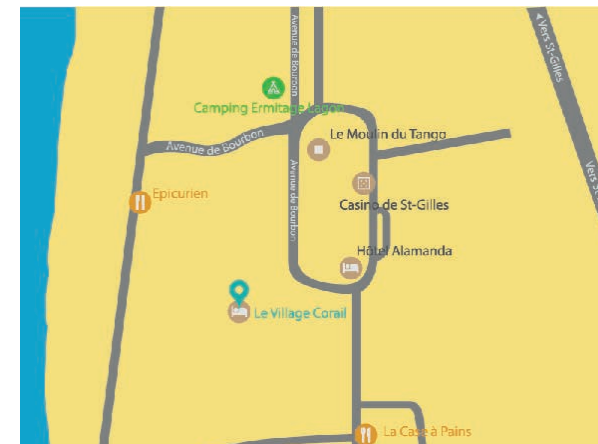 Avenue de Bourbon
Vers St-Gilles
Camping Ermitage Lagon
Le Moulin du Tango
Avenue de Bourbon
Avenue de Bourbon
Vers St-
Epicurien
Casino de St-Gilles
Hôtel Alamanda
Le Village Corail
La Case à Pains